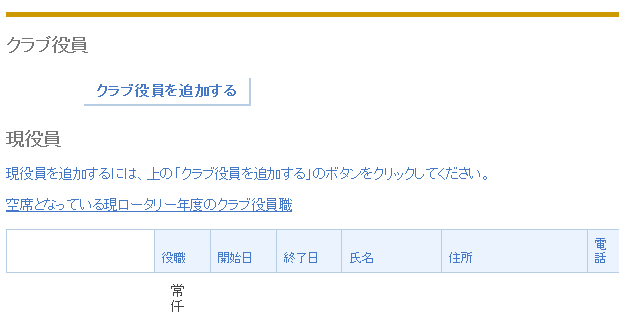 クラブ役員
クラブ役員を追加する
現役員
現役員を追加するには、上の「クラブ役員を追加する」のボタンをクリックしてください。
空席となっている現ロータリー年度のクラブ役員職
役職 開始日 終了日 氏名 住所 電話
常
任